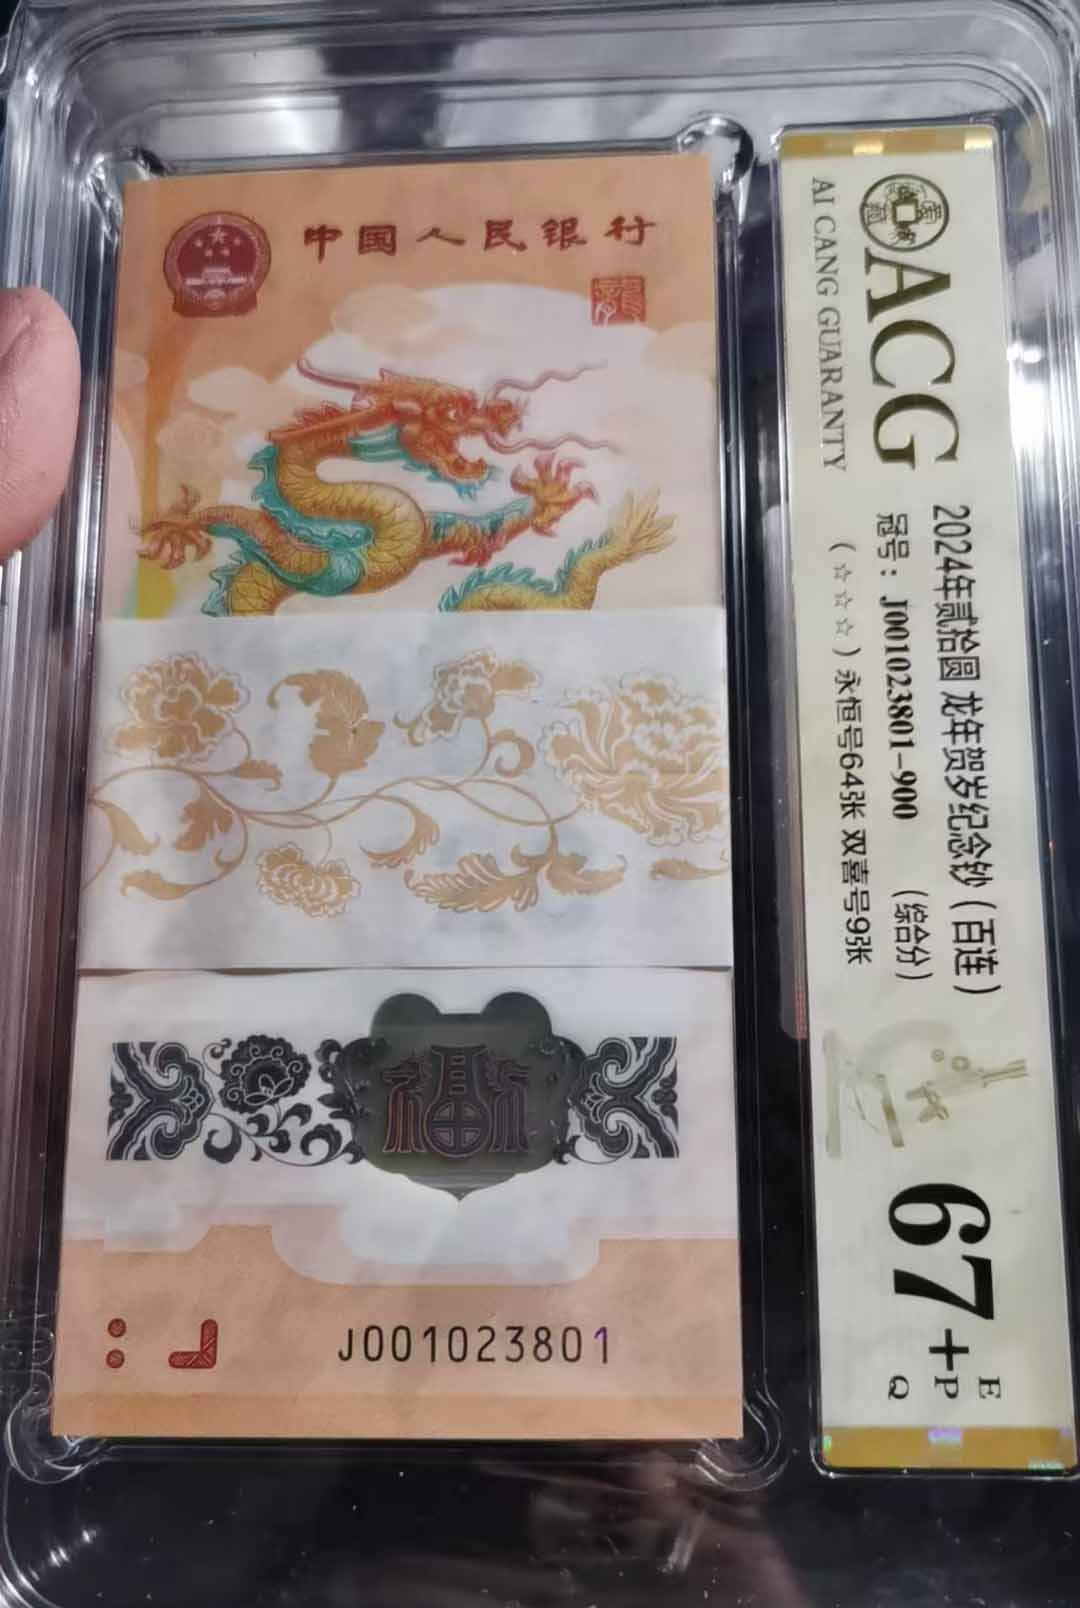 中国人民银行
福
J001023801
ACG
AI CANG GUARANTY
2024年贰拾圆 龙年贺岁纪念钞（百连）
冠号：J001023801-900 （综合分）
（☆☆☆）永恒号64张 双喜号9张
67+
E
P
Q